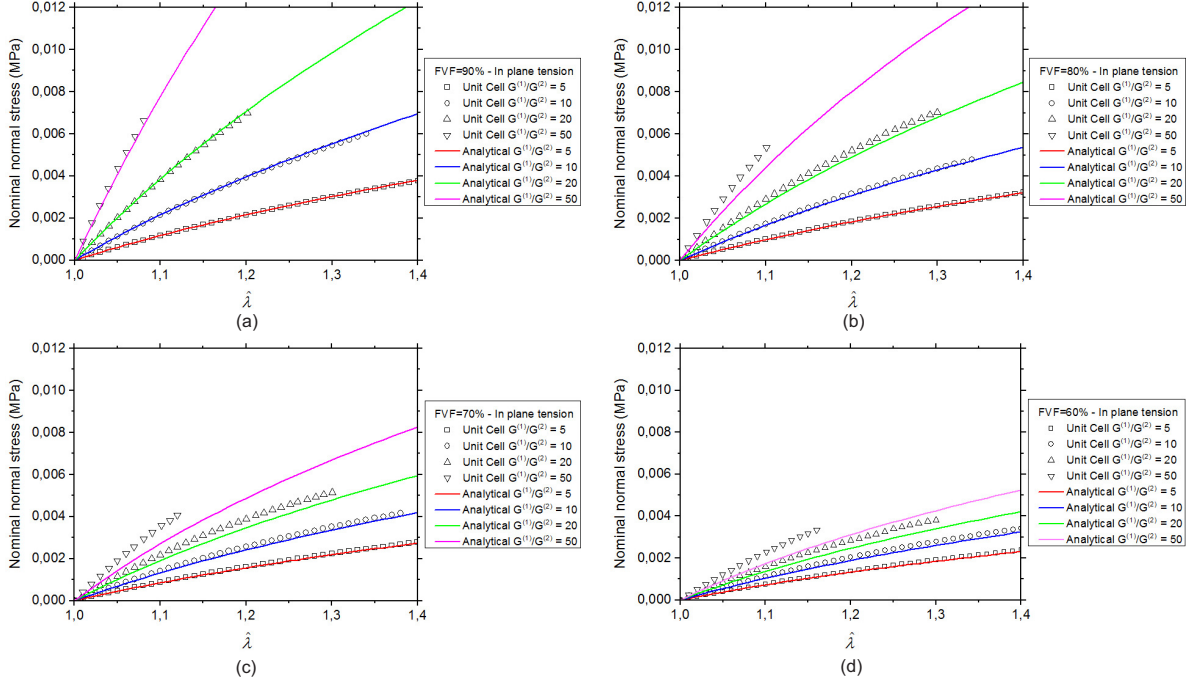 0,012
0,010
0,008
0,006
0,004
0,002
0,000
Nominal normal stress (MPa)
1,0 1,1 1,2 1,3 1,4
λ̂
(a)
FVF=90% - In plane tension
Unit Cell G⁽¹⁾/G⁽²⁾ = 5
Unit Cell G⁽¹⁾/G⁽²⁾ = 10
Unit Cell G⁽¹⁾/G⁽²⁾ = 20
Unit Cell G⁽¹⁾/G⁽²⁾ = 50
Analytical G⁽¹⁾/G⁽²⁾ = 5
Analytical G⁽¹⁾/G⁽²⁾ = 10
Analytical G⁽¹⁾/G⁽²⁾ = 20
Analytical G⁽¹⁾/G⁽²⁾ = 50
0,012
0,010
0,008
0,006
0,004
0,002
0,000
Nominal normal stress (MPa)
1,0 1,1 1,2 1,3 1,4
λ̂
(b)
FVF=80% - In plane tension
Unit Cell G⁽¹⁾/G⁽²⁾ = 5
Unit Cell G⁽¹⁾/G⁽²⁾ = 10
Unit Cell G⁽¹⁾/G⁽²⁾ = 20
Unit Cell G⁽¹⁾/G⁽²⁾ = 50
Analytical G⁽¹⁾/G⁽²⁾ = 5
Analytical G⁽¹⁾/G⁽²⁾ = 10
Analytical G⁽¹⁾/G⁽²⁾ = 20
Analytical G⁽¹⁾/G⁽²⁾ = 50
0,012
0,010
0,008
0,006
0,004
0,002
0,000
Nominal normal stress (MPa)
1,0 1,1 1,2 1,3 1,4
λ̂
(c)
FVF=70% - In plane tension
Unit Cell G⁽¹⁾/G⁽²⁾ = 5
Unit Cell G⁽¹⁾/G⁽²⁾ = 10
Unit Cell G⁽¹⁾/G⁽²⁾ = 20
Unit Cell G⁽¹⁾/G⁽²⁾ = 50
Analytical G⁽¹⁾/G⁽²⁾ = 5
Analytical G⁽¹⁾/G⁽²⁾ = 10
Analytical G⁽¹⁾/G⁽²⁾ = 20
Analytical G⁽¹⁾/G⁽²⁾ = 50
0,012
0,010
0,008
0,006
0,004
0,002
0,000
Nominal normal stress (MPa)
1,0 1,1 1,2 1,3 1,4
λ̂
(d)
FVF=60% - In plane tension
Unit Cell G⁽¹⁾/G⁽²⁾ = 5
Unit Cell G⁽¹⁾/G⁽²⁾ = 10
Unit Cell G⁽¹⁾/G⁽²⁾ = 20
Unit Cell G⁽¹⁾/G⁽²⁾ = 50
Analytical G⁽¹⁾/G⁽²⁾ = 5
Analytical G⁽¹⁾/G⁽²⁾ = 10
Analytical G⁽¹⁾/G⁽²⁾ = 20
Analytical G⁽¹⁾/G⁽²⁾ = 50